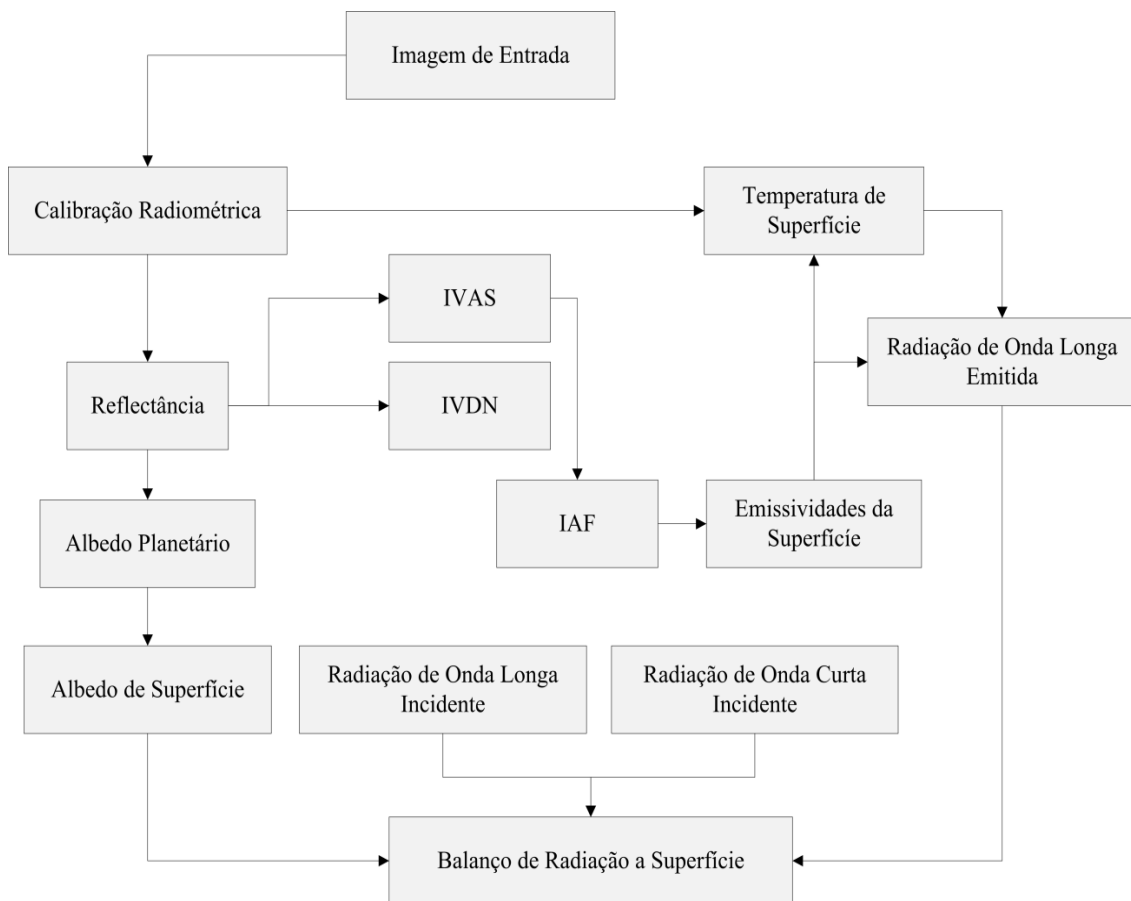 Imagem de Entrada
Calibração Radiométrica
Temperatura de
Superfície
IVAS
Radiação de Onda Longa
Emitida
Reflectância
IVDN
Albedo Planetário
IAF
Emissividades da
Superfícíe
Albedo de Superfície
Radiação de Onda Longa
Incidente
Radiação de Onda Curta
Incidente
Balanço de Radiação a Superfície